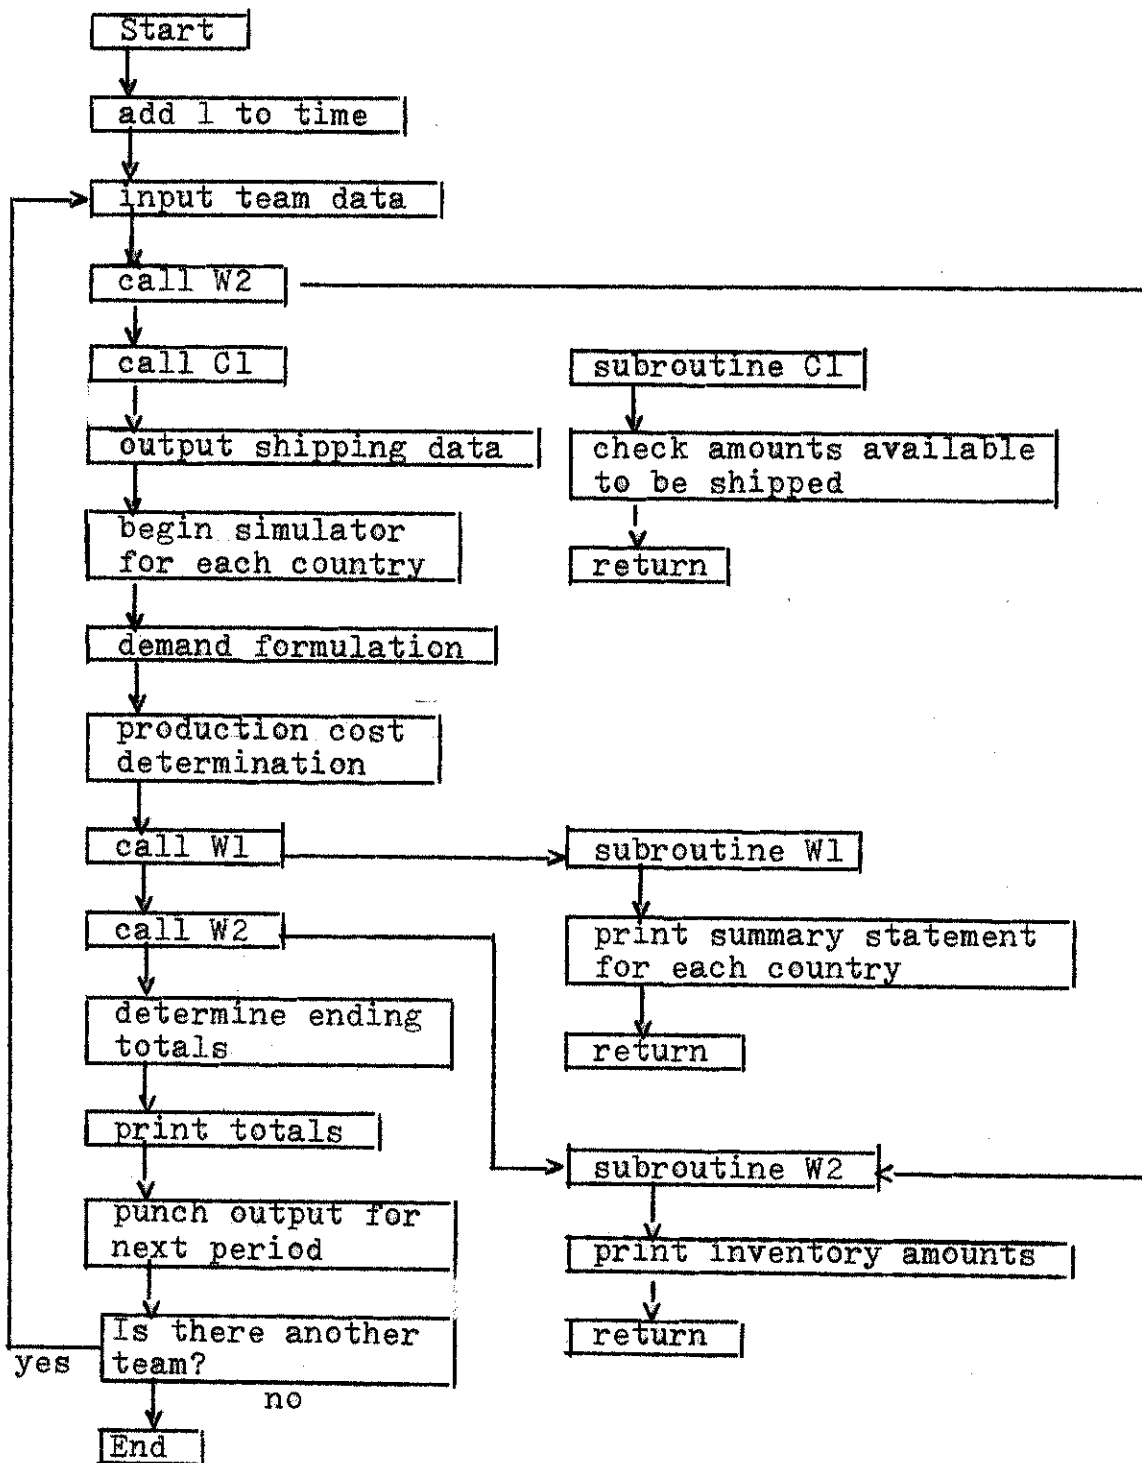 Start
add 1 to time
input team data
call W2
call C1
output shipping data
begin simulator
for each country
demand formulation
production cost
determination
call W1
call W2
determine ending
totals
print totals
punch output for
next period
Is there another
team?
yes
no
End
subroutine C1
check amounts available
to be shipped
return
subroutine W1
print summary statement
for each country
return
subroutine W2
print inventory amounts
return